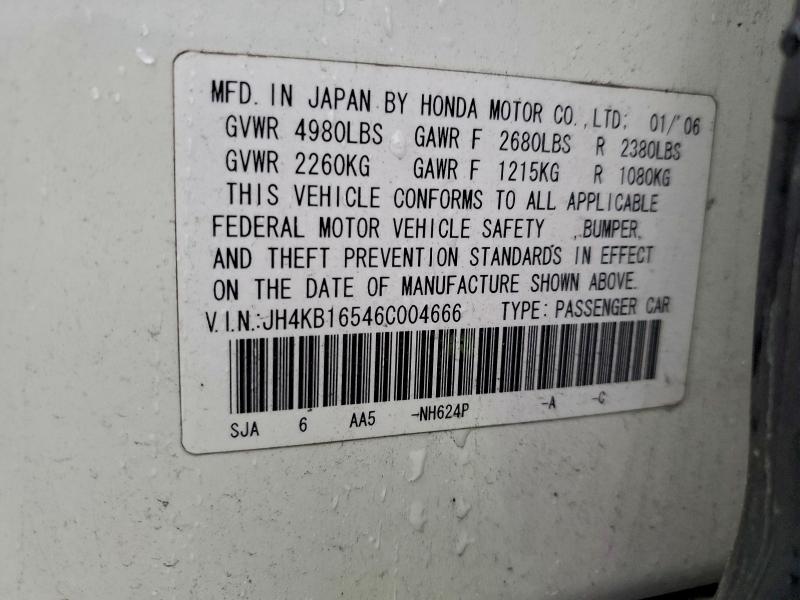 MFD. IN JAPAN BY HONDA MOTOR CO.,LTD; 01/'06
GVWR 4980LBS GAWR F 2680LBS R 2380LBS
GVWR 2260KG GAWR F 1215KG R 1080KG
THIS VEHICLE CONFORMS TO ALL APPLICABLE
FEDERAL MOTOR VEHICLE SAFETY ,BUMPER,
AND THEFT PREVENTION STANDARDS IN EFFECT
ON THE DATE OF MANUFACTURE SHOWN ABOVE.
V.I.N.:JH4KB16546C004666 TYPE: PASSENGER CAR
SJA 6 AA5 -NH624P -A -C